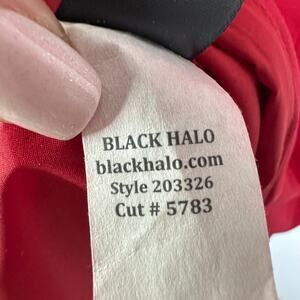 BLACK HALO
blackhalo.com
Style 203326
Cut # 5783